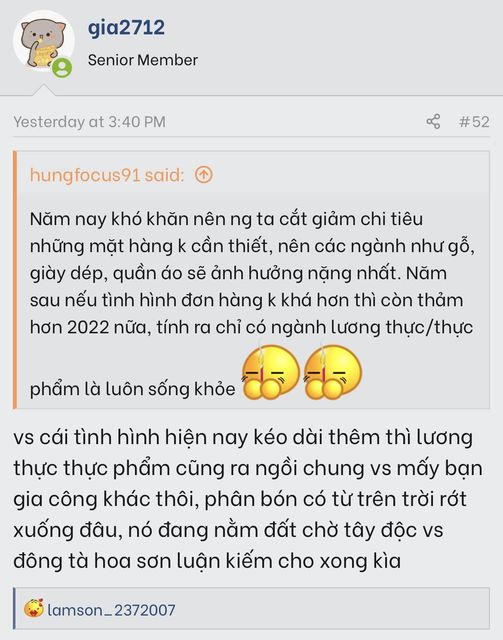 gia2712
Senior Member
Yesterday at 3:40 PM
#52
hungfocus91 said:
Năm nay khó khăn nên ng ta cắt giảm chi tiêu
những mặt hàng k cần thiết, nên các ngành như gỗ,
giày dép, quần áo sẽ ảnh hưởng nặng nhất. Năm
sau nếu tình hình đơn hàng k khá hơn thì còn thảm
hơn 2022 nữa, tính ra chỉ có ngành lương thực/thực
phẩm là luôn sống khỏe
vs cái tình hình hiện nay kéo dài thêm thì lương
thực thực phẩm cũng ra ngồi chung vs mấy bạn
gia công khác thôi, phân bón có từ trên trời rớt
xuống đâu, nó đang nằm đất chờ tây độc vs
đông tà hoa sơn luận kiếm cho xong kìa
lamson_2372007